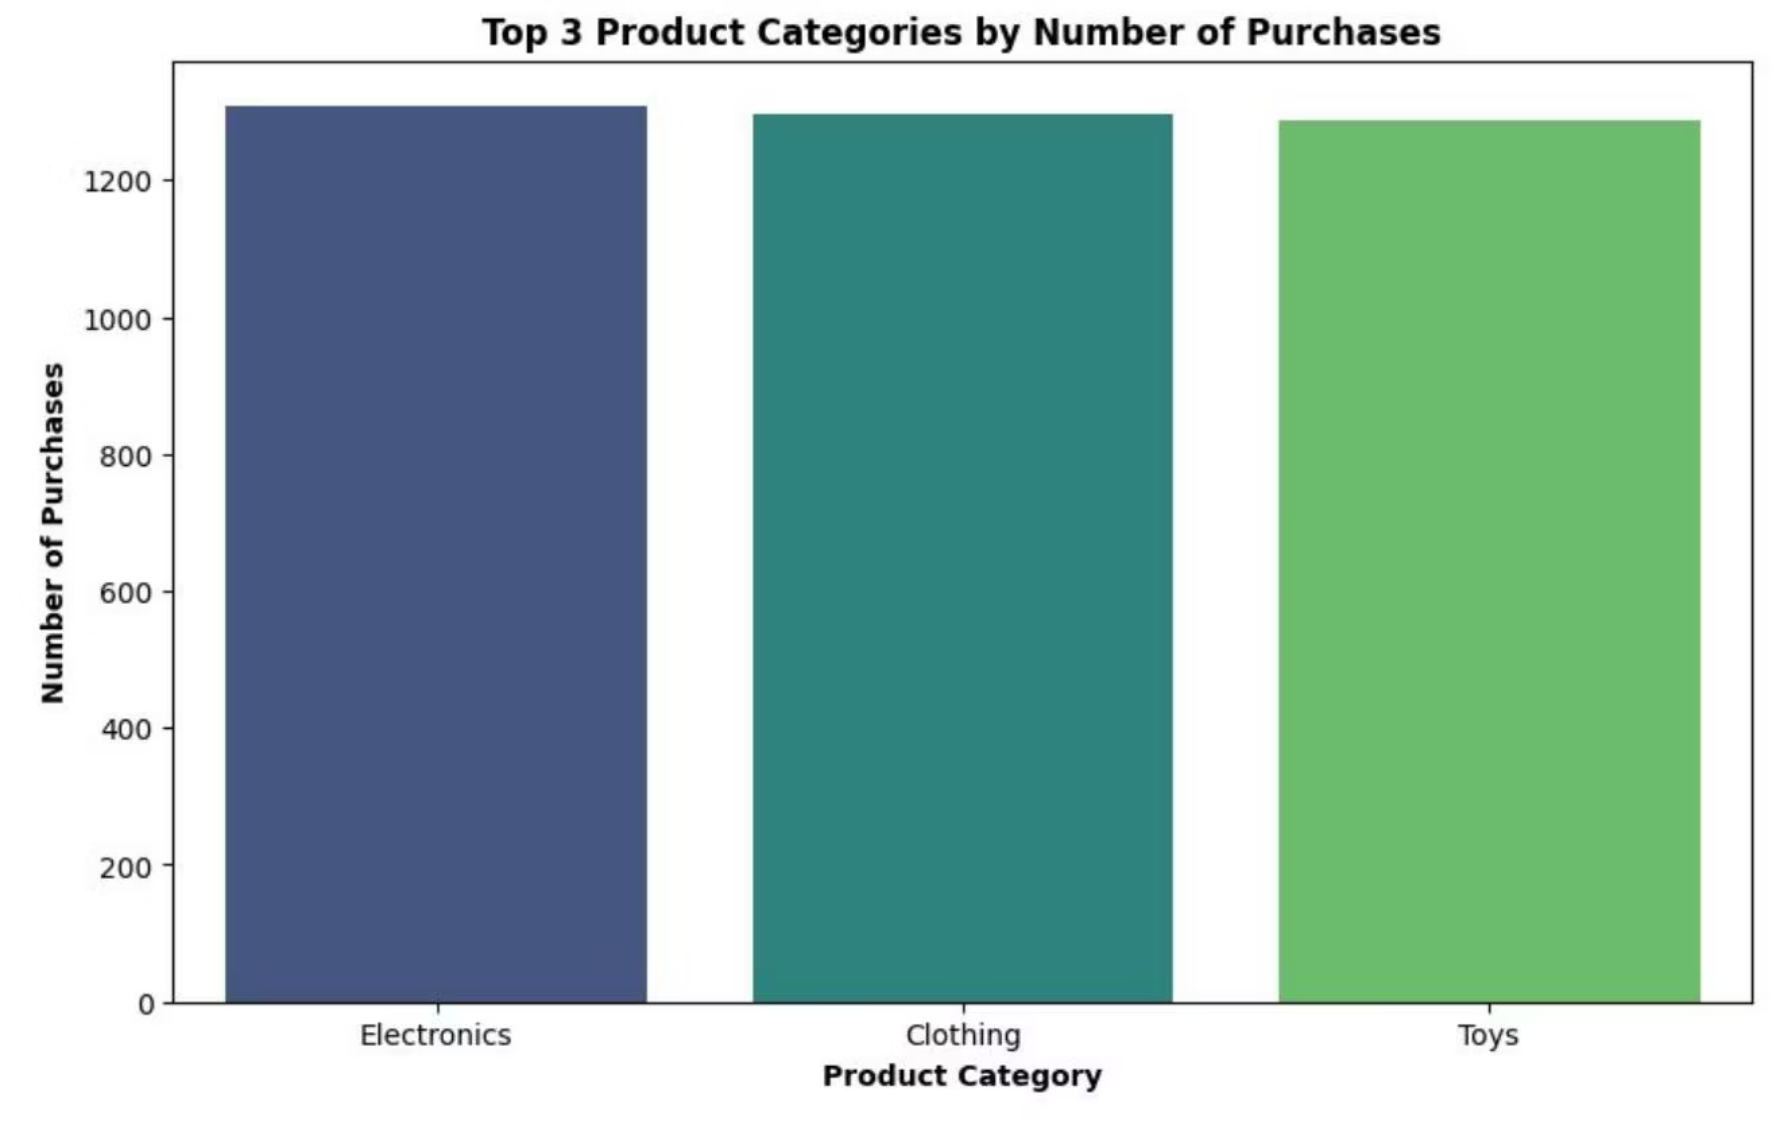 Top 3 Product Categories by Number of Purchases
Number of Purchases
1200
1000
800
600
400
200
0
Electronics
Clothing
Toys
Product Category